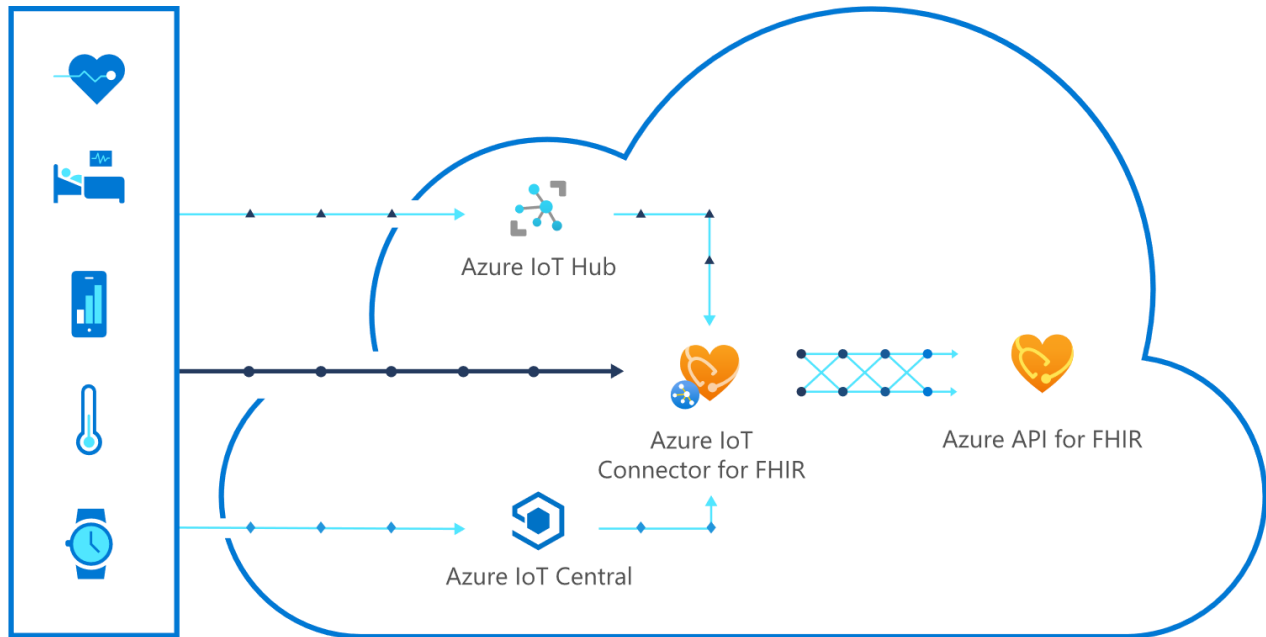 Azure IoT Hub
Azure IoT
Connector for FHIR
Azure API for FHIR
Azure IoT Central